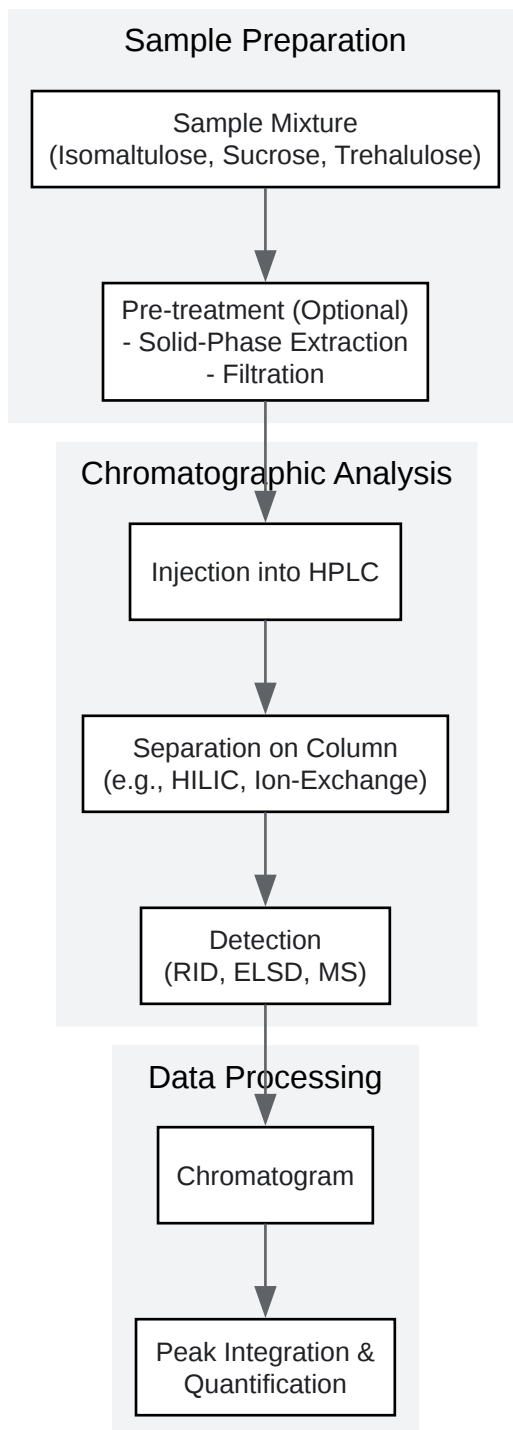 Sample Preparation
Sample Mixture
(Isomaltulose, Sucrose, Trehalulose)
Pre-treatment (Optional)
- Solid-Phase Extraction
- Filtration
Chromatographic Analysis
Injection into HPLC
Separation on Column
(e.g., HILIC, Ion-Exchange)
Detection
(RID, ELSD, MS)
Data Processing
Chromatogram
Peak Integration &
Quantification